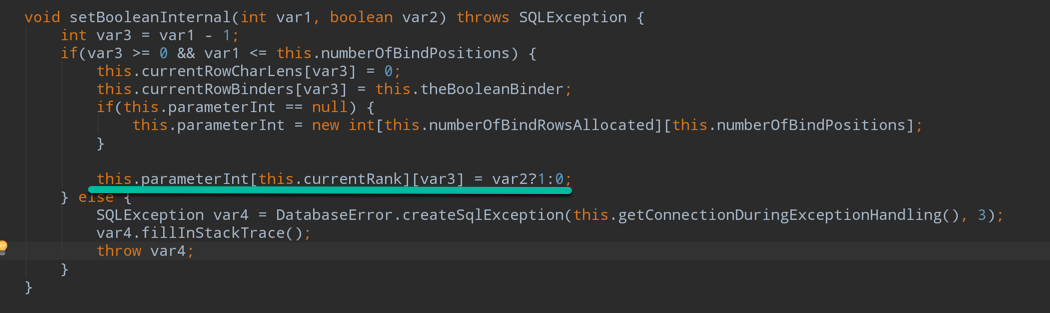 void setBooleanInternal(int var1, boolean var2) throws SQLException {
int var3 = var1 - 1;
if(var3 >= 0 && var1 <= this.numberOfBindPositions) {
this.currentRowCharLens[var3] = 0;
this.currentRowBinders[var3] = this.theBooleanBinder;
if(this.parameterInt == null) {
this.parameterInt = new int[this.numberOfBindRowsAllocated][this.numberOfBindPositions];
}
this.parameterInt[this.currentRank][var3] = var2?1:0;
} else {
SQLException var4 = DatabaseError.createSqlException(this.getConnectionDuringExceptionHandling(), 3);
var4.fillInStackTrace();
throw var4;
}
}